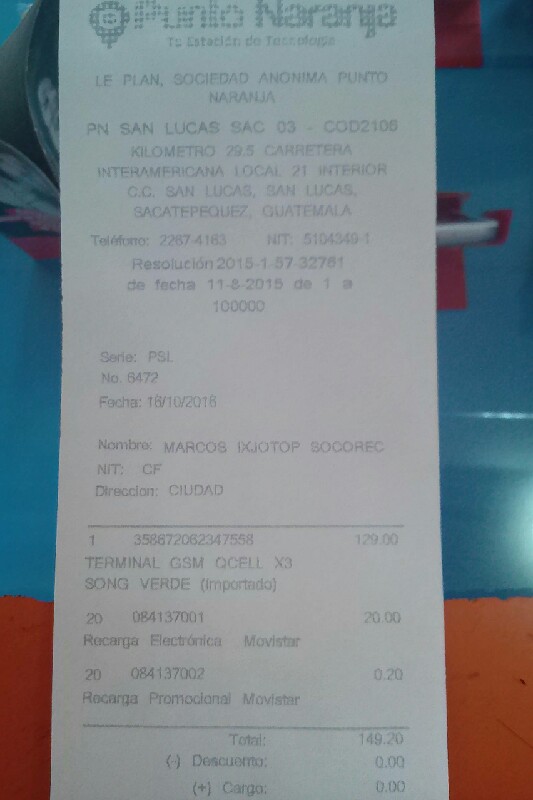 Punto Naranja
Tu Estación de Tecnología
LE PLAN, SOCIEDAD ANONIMA PUNTO
NARANJA
PN SAN LUCAS SAC 03 - COD2106
KILOMETRO 29.5 CARRETERA
INTERAMERICANA LOCAL 21 INTERIOR
C.C. SAN LUCAS, SAN LUCAS,
SACATEPEQUEZ, GUATEMALA
Teléfono: 2267-4163 NIT: 5104349-1
Resolución 2015-1-57-32761
de fecha 11-8-2015 de 1 a
100000
Serie: PSL
No. 6472
Fecha: 16/10/2016
Nombre: MARCOS IXJOTOP SOCOREC
NIT: CF
Direccion: CIUDAD
1 358672062347558 129.00
TERMINAL GSM QCELL X3
SONG VERDE (Importado)
20 084137001 20.00
Recarga Electrónica Movistar
20 084137002 0.20
Recarga Promocional Movistar
Total: 149.20
(-) Descuento: 0.00
(+) Cargo: 0.00